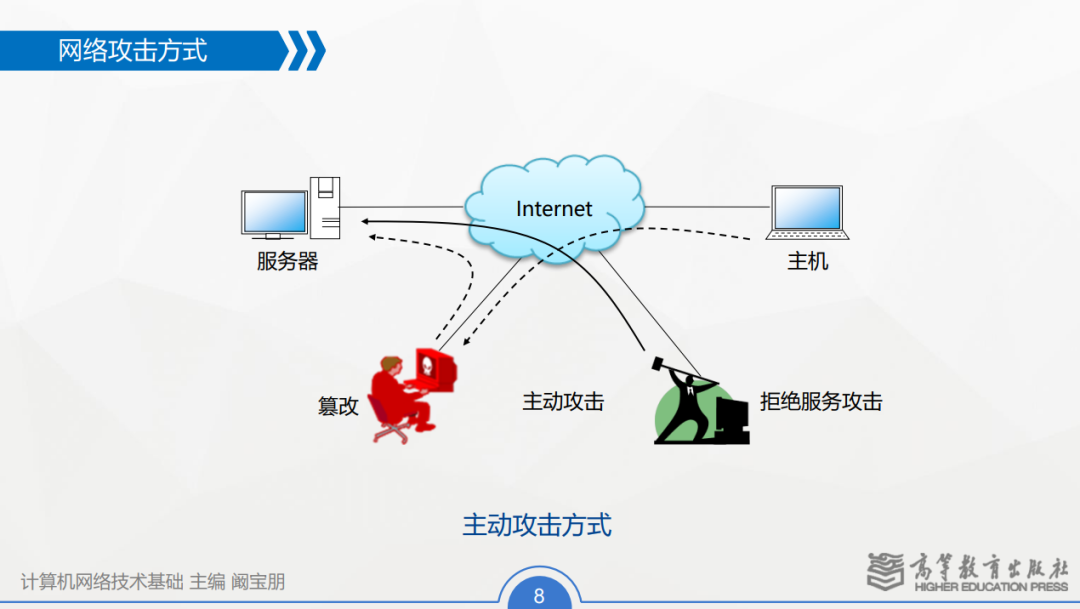 网络攻击方式
Internet
服务器
主机
篡改
主动攻击
拒绝服务攻击
主动攻击方式
计算机网络技术基础 主编 阚宝朋
8
高等教育出版社
HIGHER EDUCATION PRESS